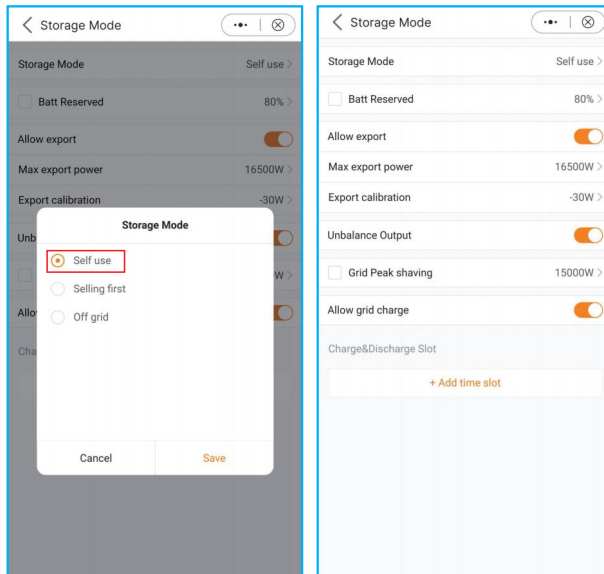 Storage Mode
Storage Mode Self use >
Batt Reserved 80% >
Allow export
Max export power 16500W >
Export calibration -30W >
Unb
W >
Allo
Cha
Storage Mode
Self use
Selling first
Off grid
Cancel Save
Storage Mode
Storage Mode Self use >
Batt Reserved 80% >
Allow export
Max export power 16500W >
Export calibration -30W >
Unbalance Output
Grid Peak shaving 15000W >
Allow grid charge
Charge&Discharge Slot
+ Add time slot